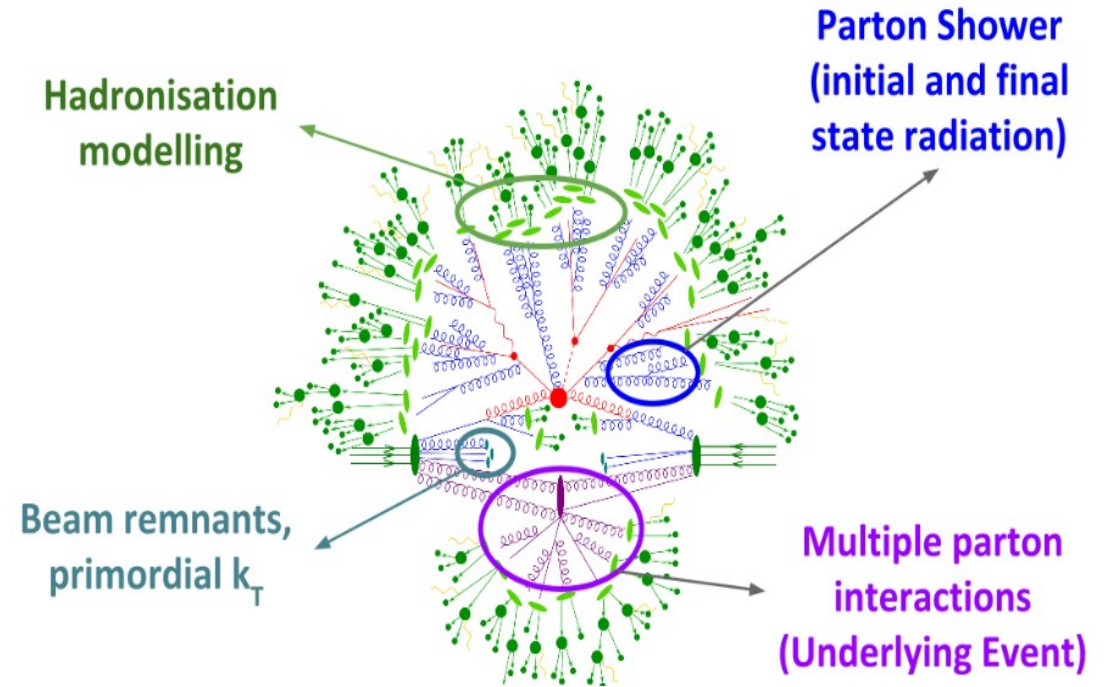 Parton Shower
(initial and final
state radiation)
Hadronisation
modelling
Beam remnants,
primordial k_T
Multiple parton
interactions
(Underlying Event)